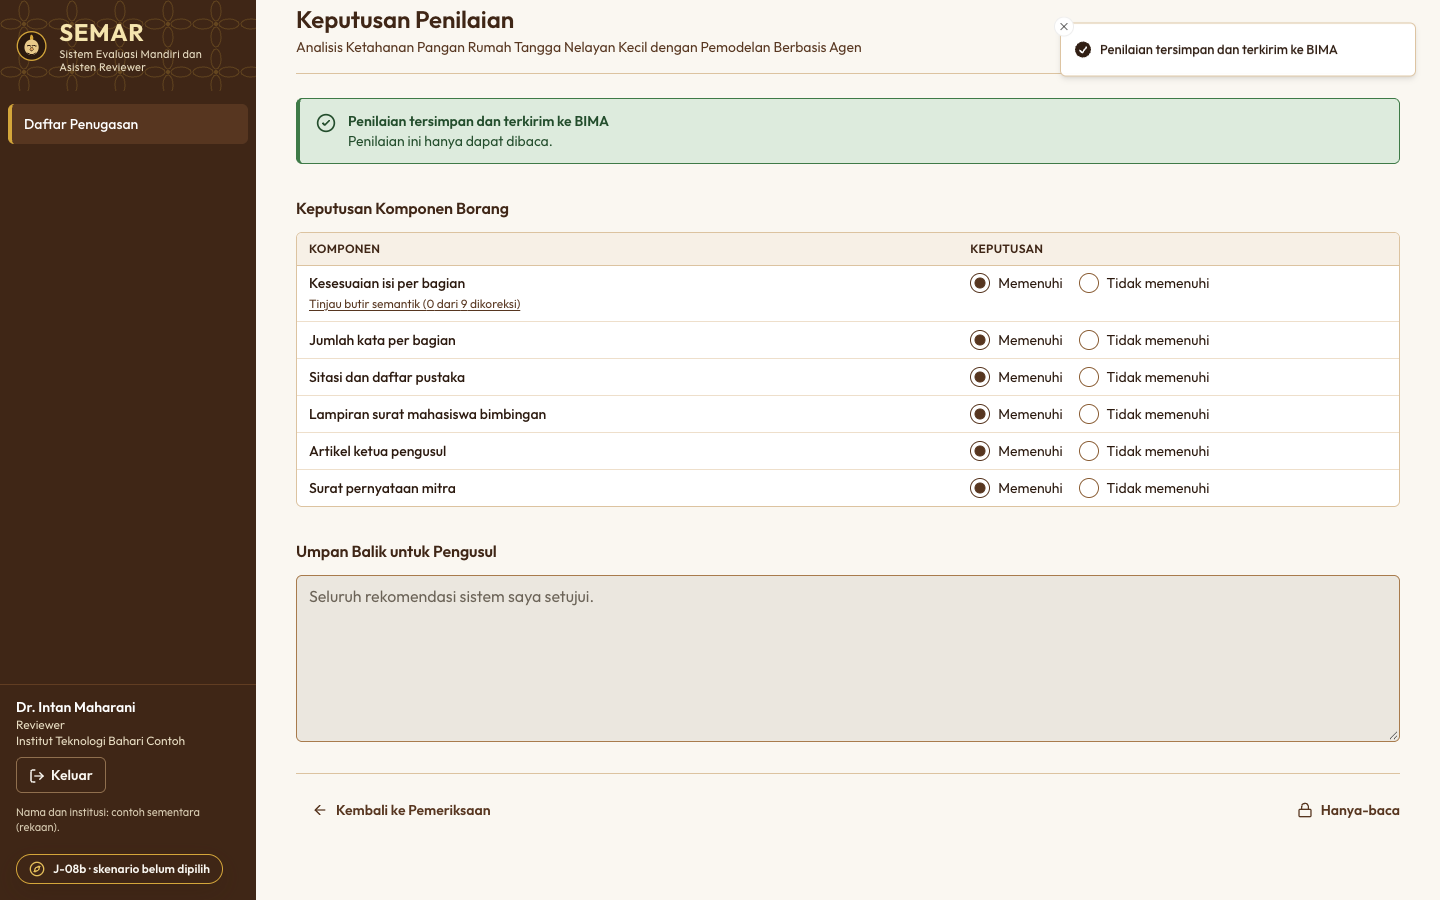 SEMAR
Sistem Evaluasi Mandiri dan
Asisten Reviewer
Daftar Penugasan
Dr. Intan Maharani
Reviewer
Institut Teknologi Bahari Contoh
Keluar
Nama dan institusi: contoh sementara
(rekaan).
J-08b · skenario belum dipilih
Keputusan Penilaian
Analisis Ketahanan Pangan Rumah Tangga Nelayan Kecil dengan Pemodelan Berbasis Agen
Penilaian tersimpan dan terkirim ke BIMA
Penilaian tersimpan dan terkirim ke BIMA
Penilaian ini hanya dapat dibaca.
Keputusan Komponen Borang
KOMPONEN KEPUTUSAN
Kesesuaian isi per bagian Memenuhi Tidak memenuhi
Tinjau butir semantik (0 dari 9 dikoreksi)
Jumlah kata per bagian Memenuhi Tidak memenuhi
Sitasi dan daftar pustaka Memenuhi Tidak memenuhi
Lampiran surat mahasiswa bimbingan Memenuhi Tidak memenuhi
Artikel ketua pengusul Memenuhi Tidak memenuhi
Surat pernyataan mitra Memenuhi Tidak memenuhi
Umpan Balik untuk Pengusul
Seluruh rekomendasi sistem saya setujui.
Kembali ke Pemeriksaan Hanya-baca